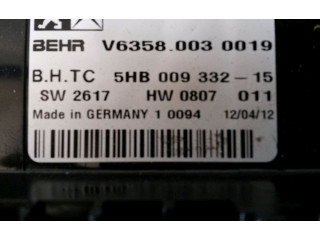 BEHR V6358.003 0019
B.H.TC 5HB 009 332-15
SW 2617 HW 0807 011
Made in GERMANY 1 0094 12/04/12